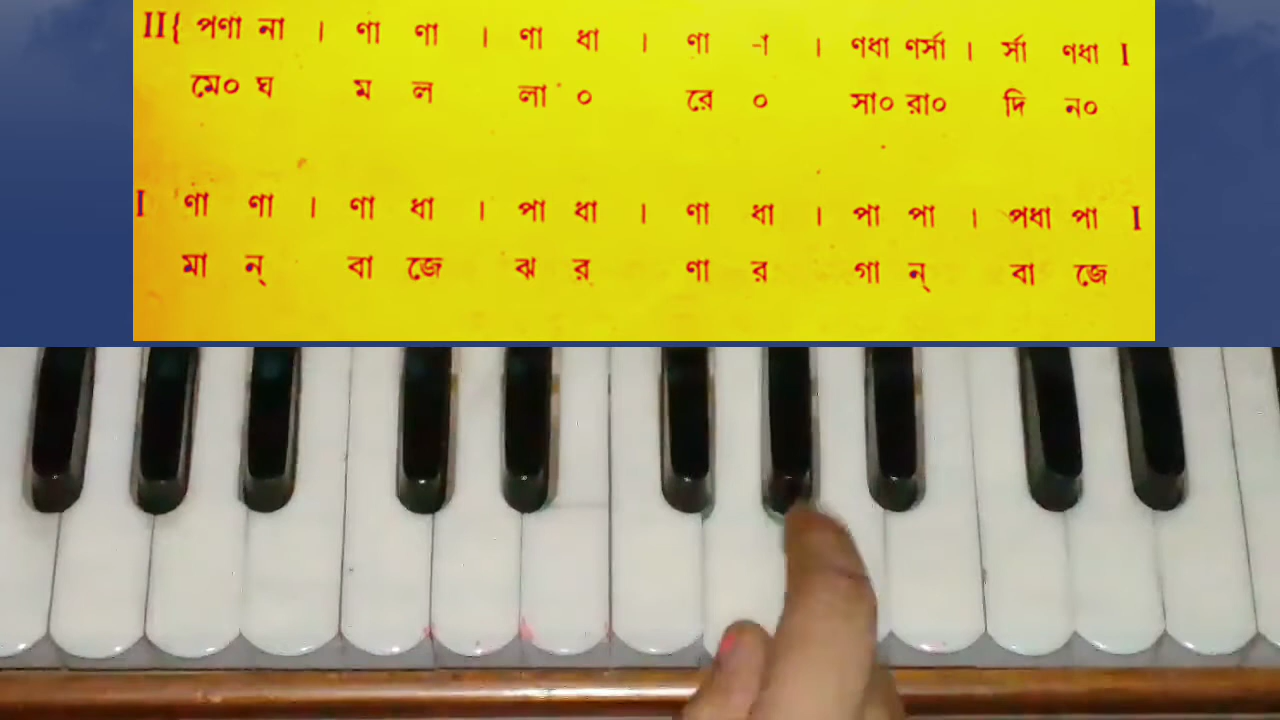 II { পণা না । ণা ণা । ণা ধা । ণা -া । ণধা ণর্সা । র্সা ণধা I
মে০ ঘ ম ল লা ০ রে ০ সা০ রা০ দি ন০
I ণা ণা । ণা ধা । পা ধা । ণা ধা । পা পা । পধা পা I
মা ন্ বা জে ঝ র ণা র গা ন্ বা জে